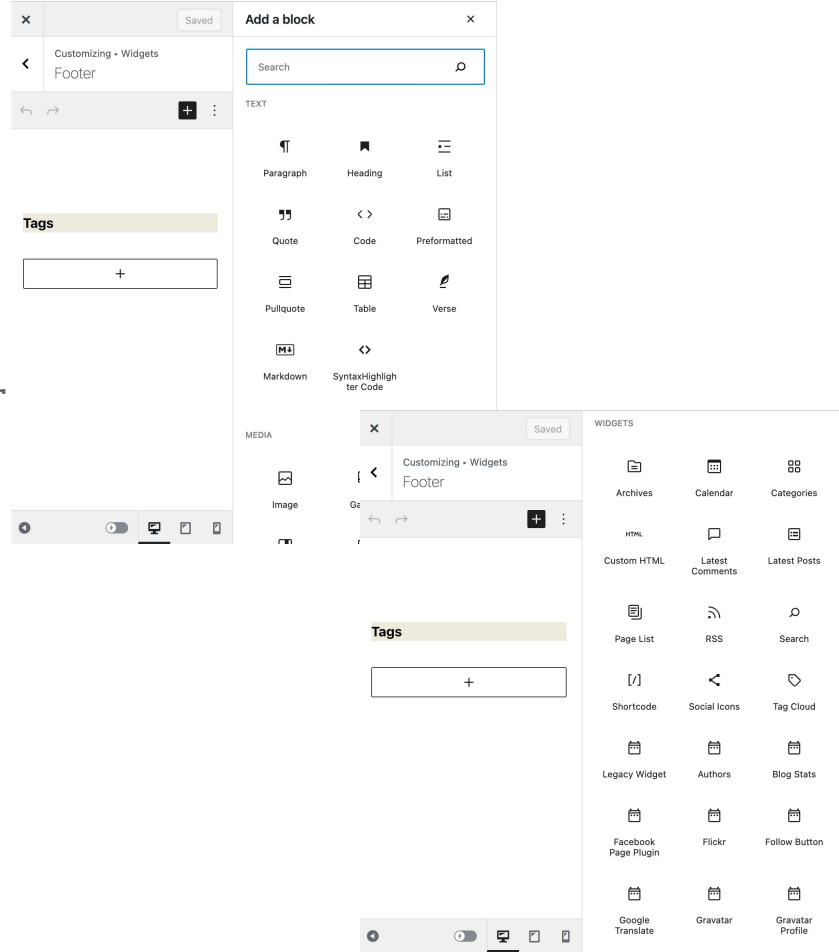 Saved
Customizing ▸ Widgets
Footer
Tags
Add a block
Search
TEXT
Paragraph
Heading
List
Quote
Code
Preformatted
Pullquote
Table
Verse
Markdown
SyntaxHighligh
ter Code
MEDIA
Image
Ga
Saved
Customizing ▸ Widgets
Footer
Tags
WIDGETS
Archives
Calendar
Categories
HTML
Custom HTML
Latest
Comments
Latest Posts
Page List
RSS
Search
[/]
Shortcode
Social Icons
Tag Cloud
Legacy Widget
Authors
Blog Stats
Facebook
Page Plugin
Flickr
Follow Button
Google
Translate
Gravatar
Gravatar
Profile